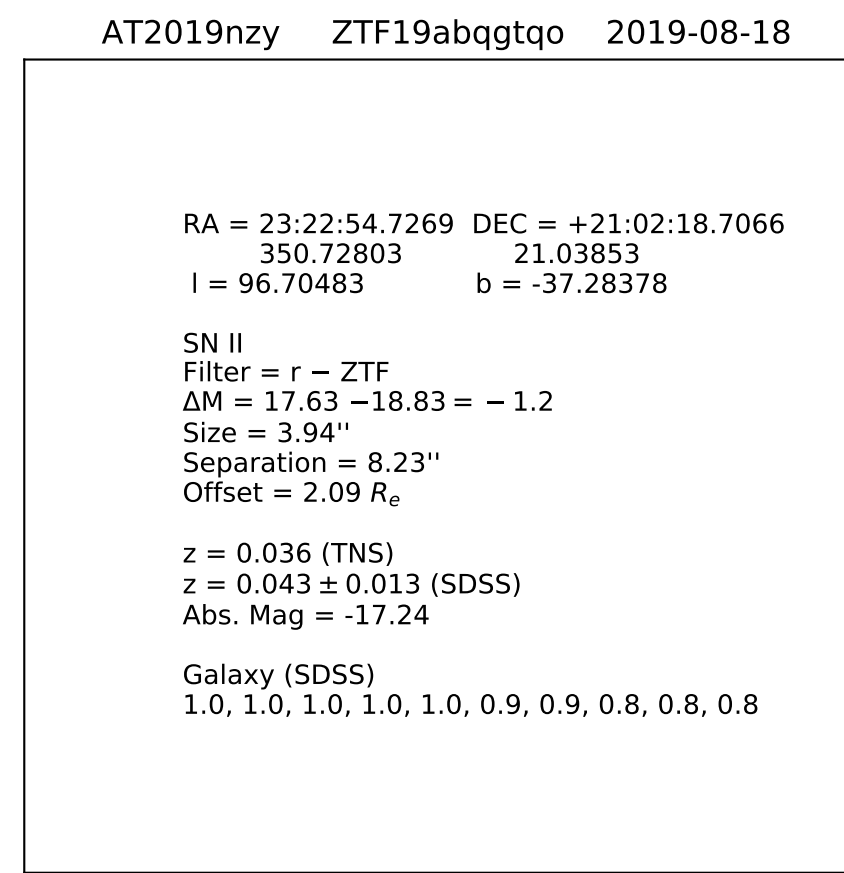 AT2019nzy ZTF19abqgtqo 2019-08-18
RA = 23:22:54.7269 DEC = +21:02:18.7066
350.72803 21.03853
l = 96.70483 b = -37.28378
SN II
Filter = r − ZTF
ΔM = 17.63 −18.83 = − 1.2
Size = 3.94''
Separation = 8.23''
Offset = 2.09 Re
z = 0.036 (TNS)
z = 0.043 ± 0.013 (SDSS)
Abs. Mag = -17.24
Galaxy (SDSS)
1.0, 1.0, 1.0, 1.0, 1.0, 0.9, 0.9, 0.8, 0.8, 0.8